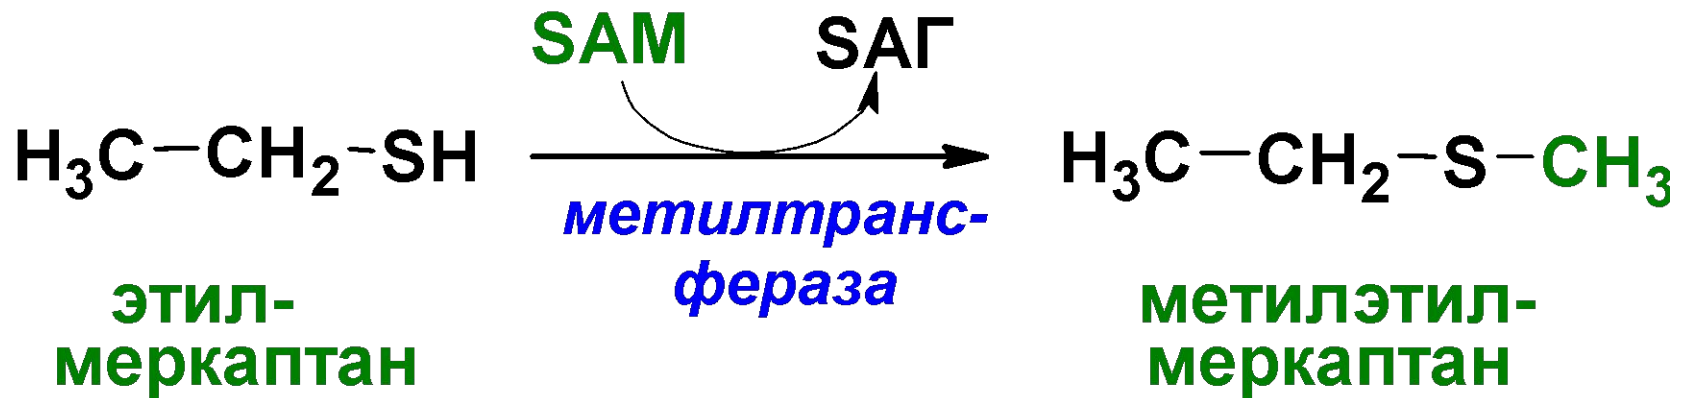 SAM SAГ
H₃C–CH₂–SH H₃C–CH₂–S–CH₃
метилтранс-
фераза
этил- метилэтил-
меркаптан меркаптан